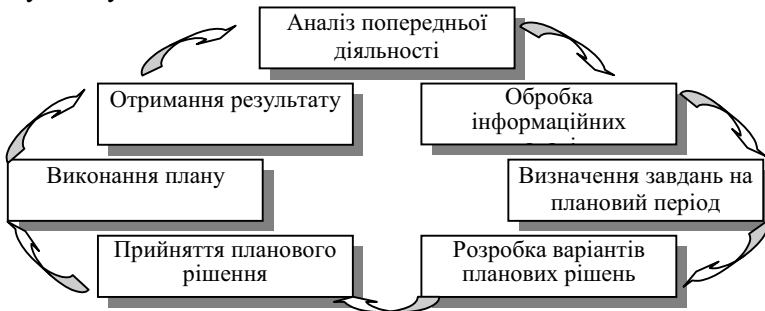 Аналіз попередньої
діяльності
Отримання результату
Обробка
інформаційних
Виконання плану
Визначення завдань на
плановий період
Прийняття планового
рішення
Розробка варіантів
планових рішень